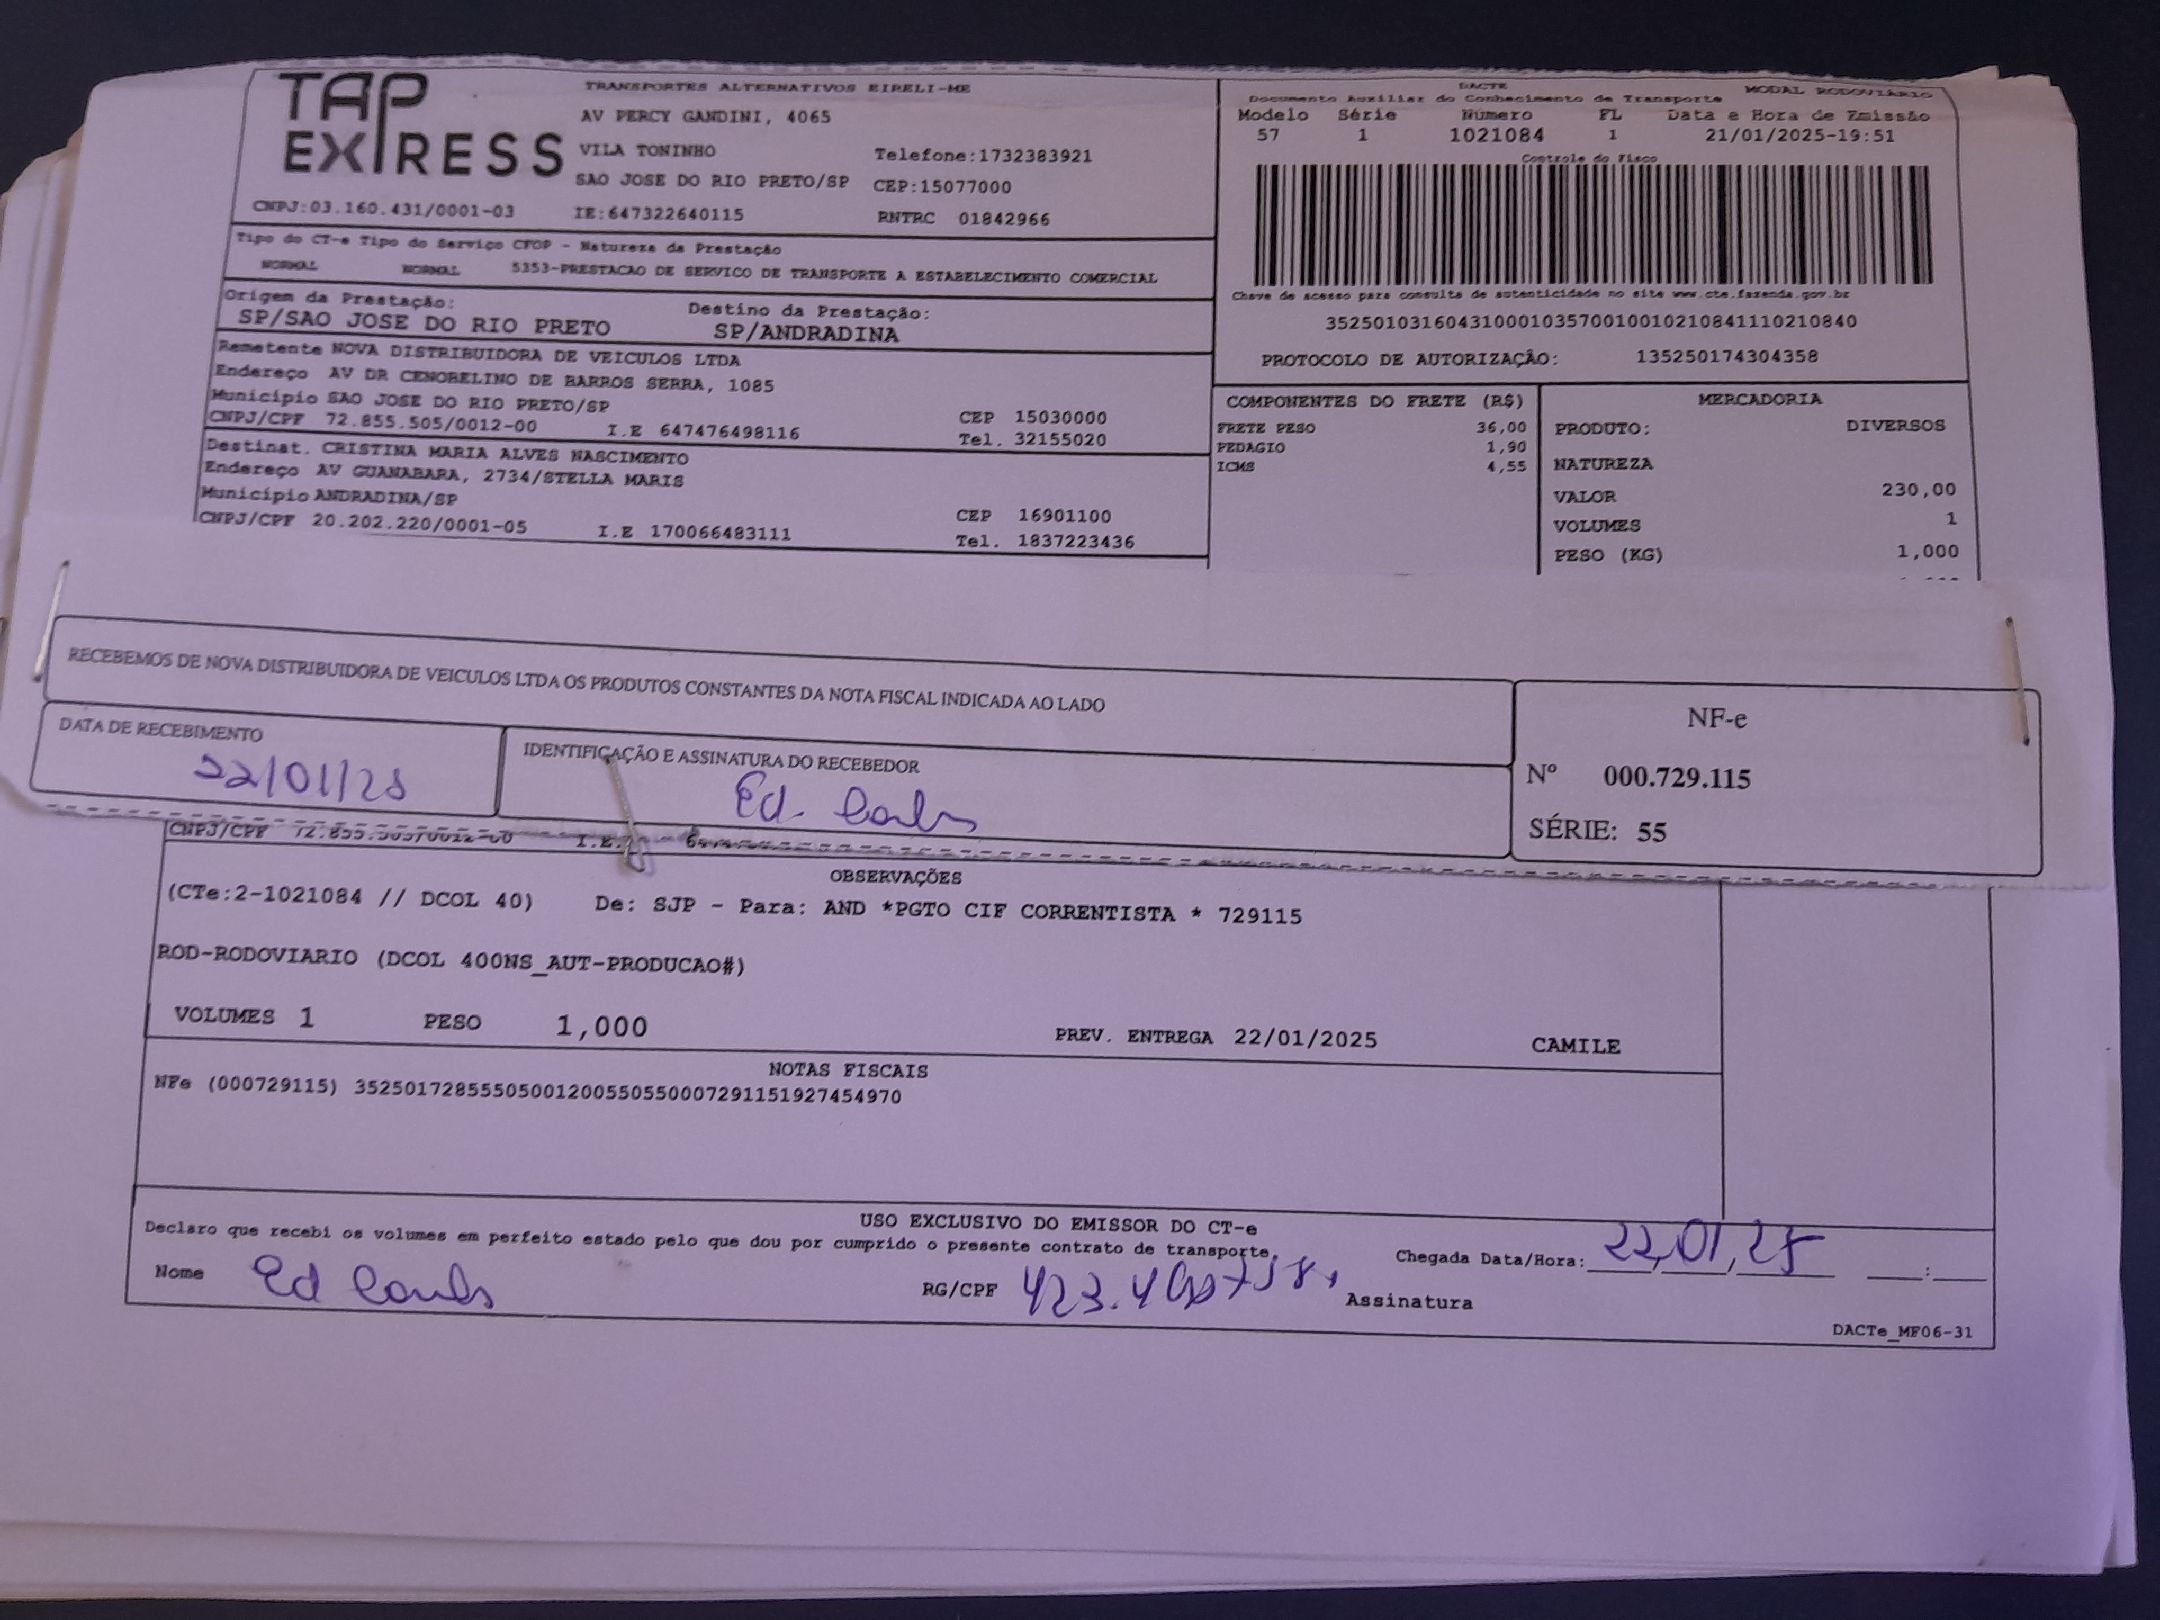 TAP EXPRESS
TRANSPORTES ALTERNATIVOS EIRELI-ME
AV PERCY GANDINI, 4065
VILA TONINHO Telefone:1732383921
SAO JOSE DO RIO PRETO/SP CEP:15077000
CNPJ:03.160.431/0001-03 IE:647322640115 RNTRC 01842966
Tipo do CT-e Tipo do Serviço CFOP - Natureza da Prestação
NORMAL NORMAL 5353-PRESTACAO DE SERVICO DE TRANSPORTE A ESTABELECIMENTO COMERCIAL
Origem da Prestação: Destino da Prestação:
SP/SAO JOSE DO RIO PRETO SP/ANDRADINA
Remetente NOVA DISTRIBUIDORA DE VEICULOS LTDA
Endereço AV DR CENOBELINO DE BARROS SERRA, 1085
Município SAO JOSE DO RIO PRETO/SP CEP 15030000
CNPJ/CPF 72.855.505/0012-00 I.E 647476498116 Tel. 32155020
Destinat. CRISTINA MARIA ALVES NASCIMENTO
Endereço AV GUANABARA, 2734/STELLA MARIS
Município ANDRADINA/SP CEP 16901100
CNPJ/CPF 20.202.220/0001-05 I.E 170066483111 Tel. 1837223436
DACTE MODAL RODOVIÁRIO
Documento Auxiliar do Conhecimento de Transporte
Modelo Série Número FL Data e Hora de Emissão
57 1 1021084 1 21/01/2025-19:51
Controle do Fisco
Chave de acesso para consulta de autenticidade no site www.cte.fazenda.gov.br
35250103160431000103570010010210841110210840
PROTOCOLO DE AUTORIZAÇÃO: 135250174304358
COMPONENTES DO FRETE (R$)
FRETE PESO 36,00
PEDAGIO 1,90
ICMS 4,55
MERCADORIA
PRODUTO: DIVERSOS
NATUREZA
VALOR 230,00
VOLUMES 1
PESO (KG) 1,000
RECEBEMOS DE NOVA DISTRIBUIDORA DE VEICULOS LTDA OS PRODUTOS CONSTANTES DA NOTA FISCAL INDICADA AO LADO
DATA DE RECEBIMENTO
22/01/25
IDENTIFICAÇÃO E ASSINATURA DO RECEBEDOR
Ed. Carlos
NF-e
Nº 000.729.115
SÉRIE: 55
CNPJ/CPF 72.855.505/0012-00 I.E.
OBSERVAÇÕES
(CTe:2-1021084 // DCOL 40) De: SJP - Para: AND *PGTO CIF CORRENTISTA * 729115
ROD-RODOVIARIO (DCOL 400NS_AUT-PRODUCAO#)
VOLUMES 1 PESO 1,000 PREV. ENTREGA 22/01/2025 CAMILE
NOTAS FISCAIS
NFe (000729115) 35250172855505001200550550007291151927454970
USO EXCLUSIVO DO EMISSOR DO CT-e
Declaro que recebi os volumes em perfeito estado pelo que dou por cumprido o presente contrato de transporte.
Chegada Data/Hora: 22,01,25 :
Nome Ed Carlos RG/CPF Assinatura
DACTe_MF06-31